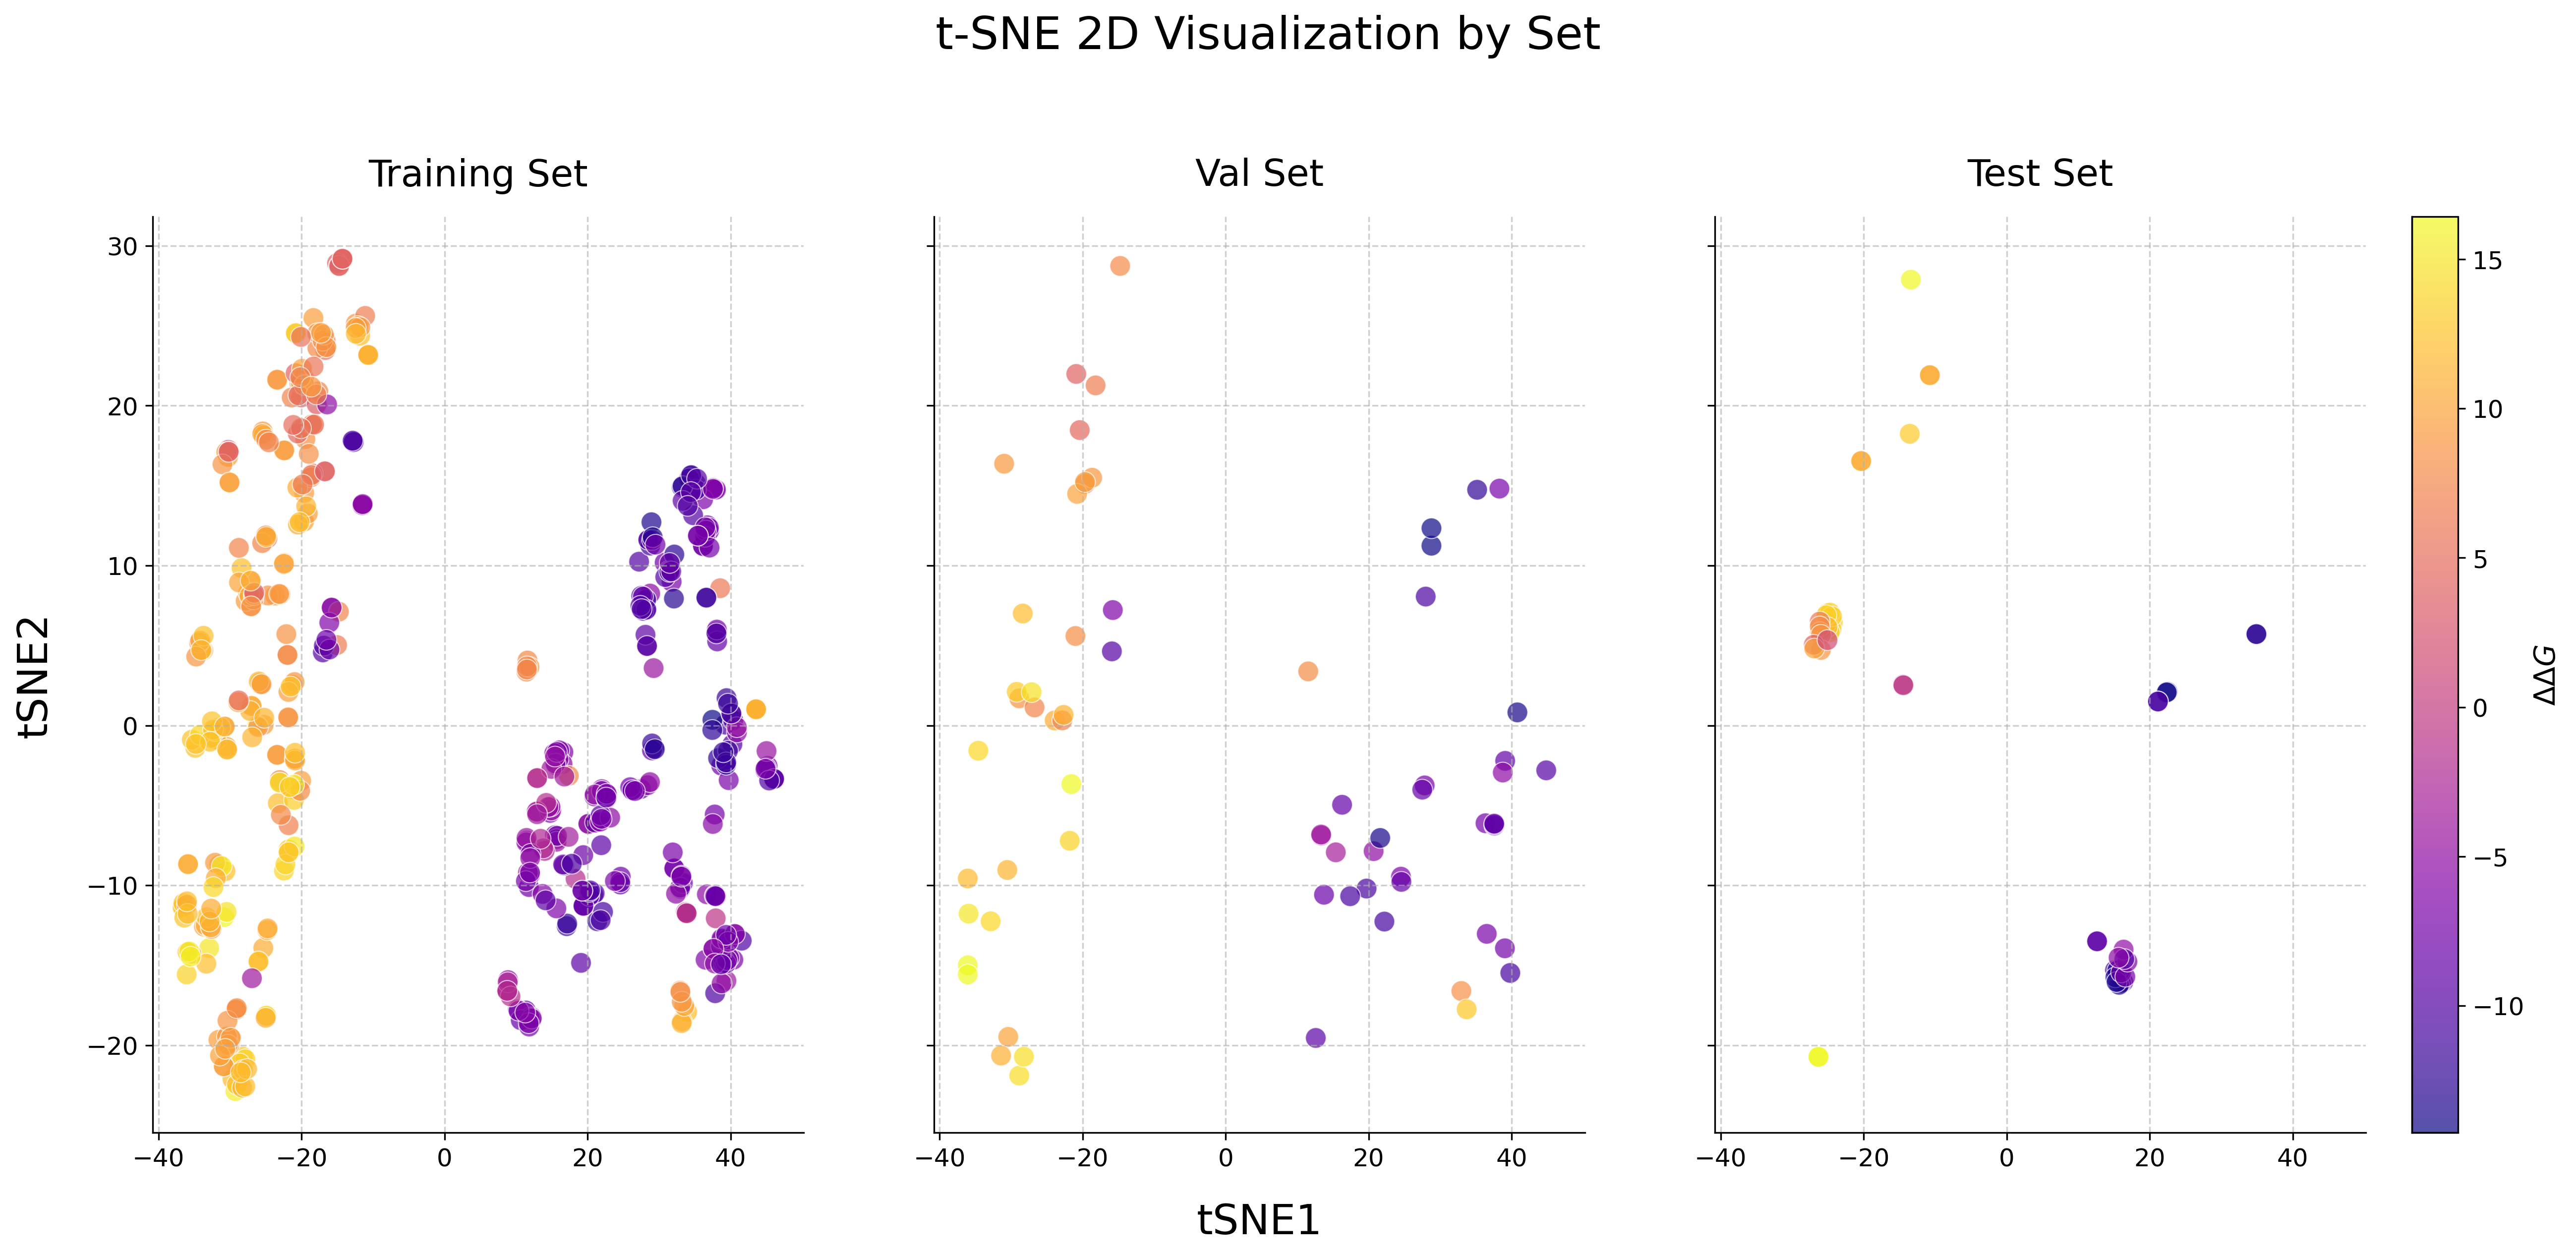 t-SNE 2D Visualization by Set
Training Set
Val Set
Test Set
30
20
10
0
−10
−20
tSNE2
−40 −20 0 20 40
−40 −20 0 20 40
−40 −20 0 20 40
tSNE1
15
10
5
0
−5
−10
ΔΔG